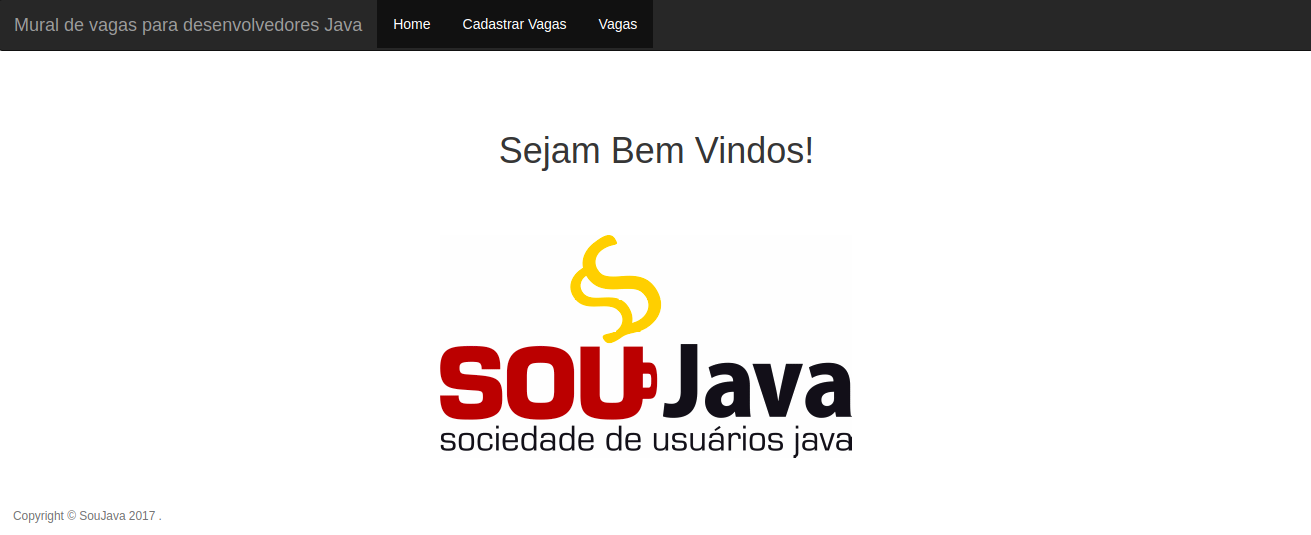 Mural de vagas para desenvolvedores Java Home Cadastrar Vagas Vagas
Sejam Bem Vindos!
SOUJava
sociedade de usuários java
Copyright © SouJava 2017 .